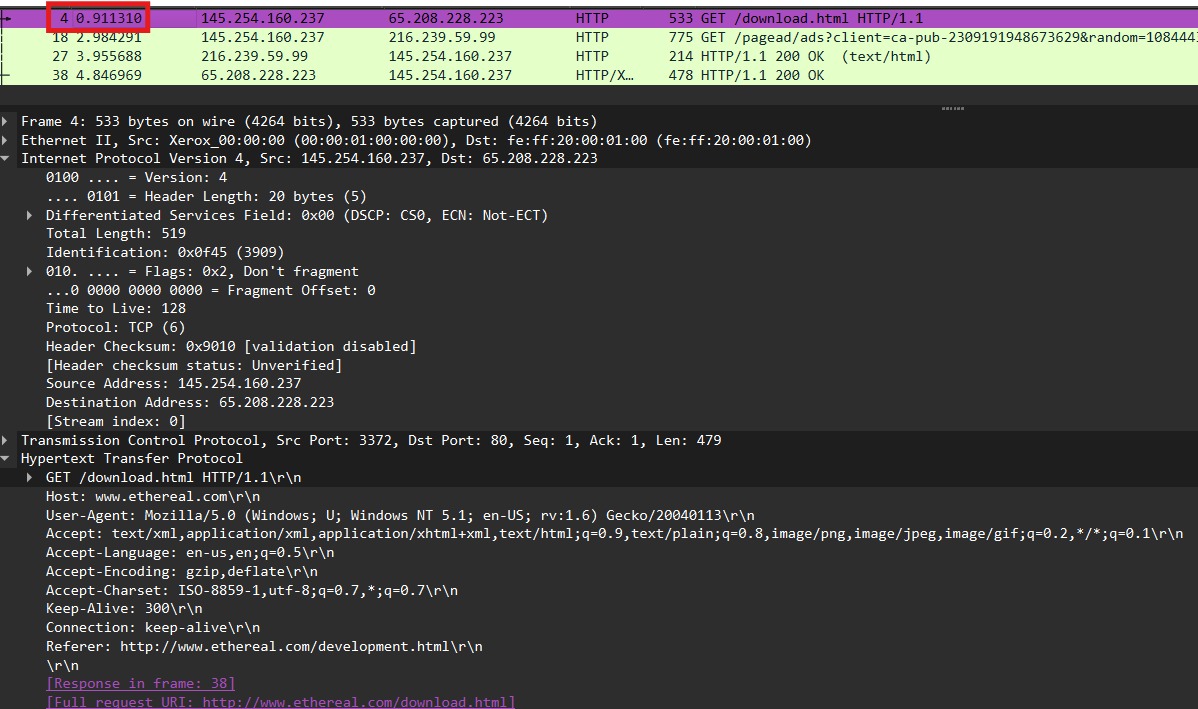 4 0.911310 145.254.160.237 65.208.228.223 HTTP 533 GET /download.html HTTP/1.1
18 2.984291 145.254.160.237 216.239.59.99 HTTP 775 GET /pagead/ads?client=ca-pub-2309191948673629&random=1084443
27 3.955688 216.239.59.99 145.254.160.237 HTTP 214 HTTP/1.1 200 OK (text/html)
38 4.846969 65.208.228.223 145.254.160.237 HTTP/X… 478 HTTP/1.1 200 OK
Frame 4: 533 bytes on wire (4264 bits), 533 bytes captured (4264 bits)
Ethernet II, Src: Xerox_00:00:00 (00:00:01:00:00:00), Dst: fe:ff:20:00:01:00 (fe:ff:20:00:01:00)
Internet Protocol Version 4, Src: 145.254.160.237, Dst: 65.208.228.223
0100 .... = Version: 4
.... 0101 = Header Length: 20 bytes (5)
Differentiated Services Field: 0x00 (DSCP: CS0, ECN: Not-ECT)
Total Length: 519
Identification: 0x0f45 (3909)
010. .... = Flags: 0x2, Don't fragment
...0 0000 0000 0000 = Fragment Offset: 0
Time to Live: 128
Protocol: TCP (6)
Header Checksum: 0x9010 [validation disabled]
[Header checksum status: Unverified]
Source Address: 145.254.160.237
Destination Address: 65.208.228.223
[Stream index: 0]
Transmission Control Protocol, Src Port: 3372, Dst Port: 80, Seq: 1, Ack: 1, Len: 479
Hypertext Transfer Protocol
GET /download.html HTTP/1.1\r\n
Host: www.ethereal.com\r\n
User-Agent: Mozilla/5.0 (Windows; U; Windows NT 5.1; en-US; rv:1.6) Gecko/20040113\r\n
Accept: text/xml,application/xml,application/xhtml+xml,text/html;q=0.9,text/plain;q=0.8,image/png,image/jpeg,image/gif;q=0.2,*/*;q=0.1\r\n
Accept-Language: en-us,en;q=0.5\r\n
Accept-Encoding: gzip,deflate\r\n
Accept-Charset: ISO-8859-1,utf-8;q=0.7,*;q=0.7\r\n
Keep-Alive: 300\r\n
Connection: keep-alive\r\n
Referer: http://www.ethereal.com/development.html\r\n
\r\n
[Response in frame: 38]
[Full request URI: http://www.ethereal.com/download.html]